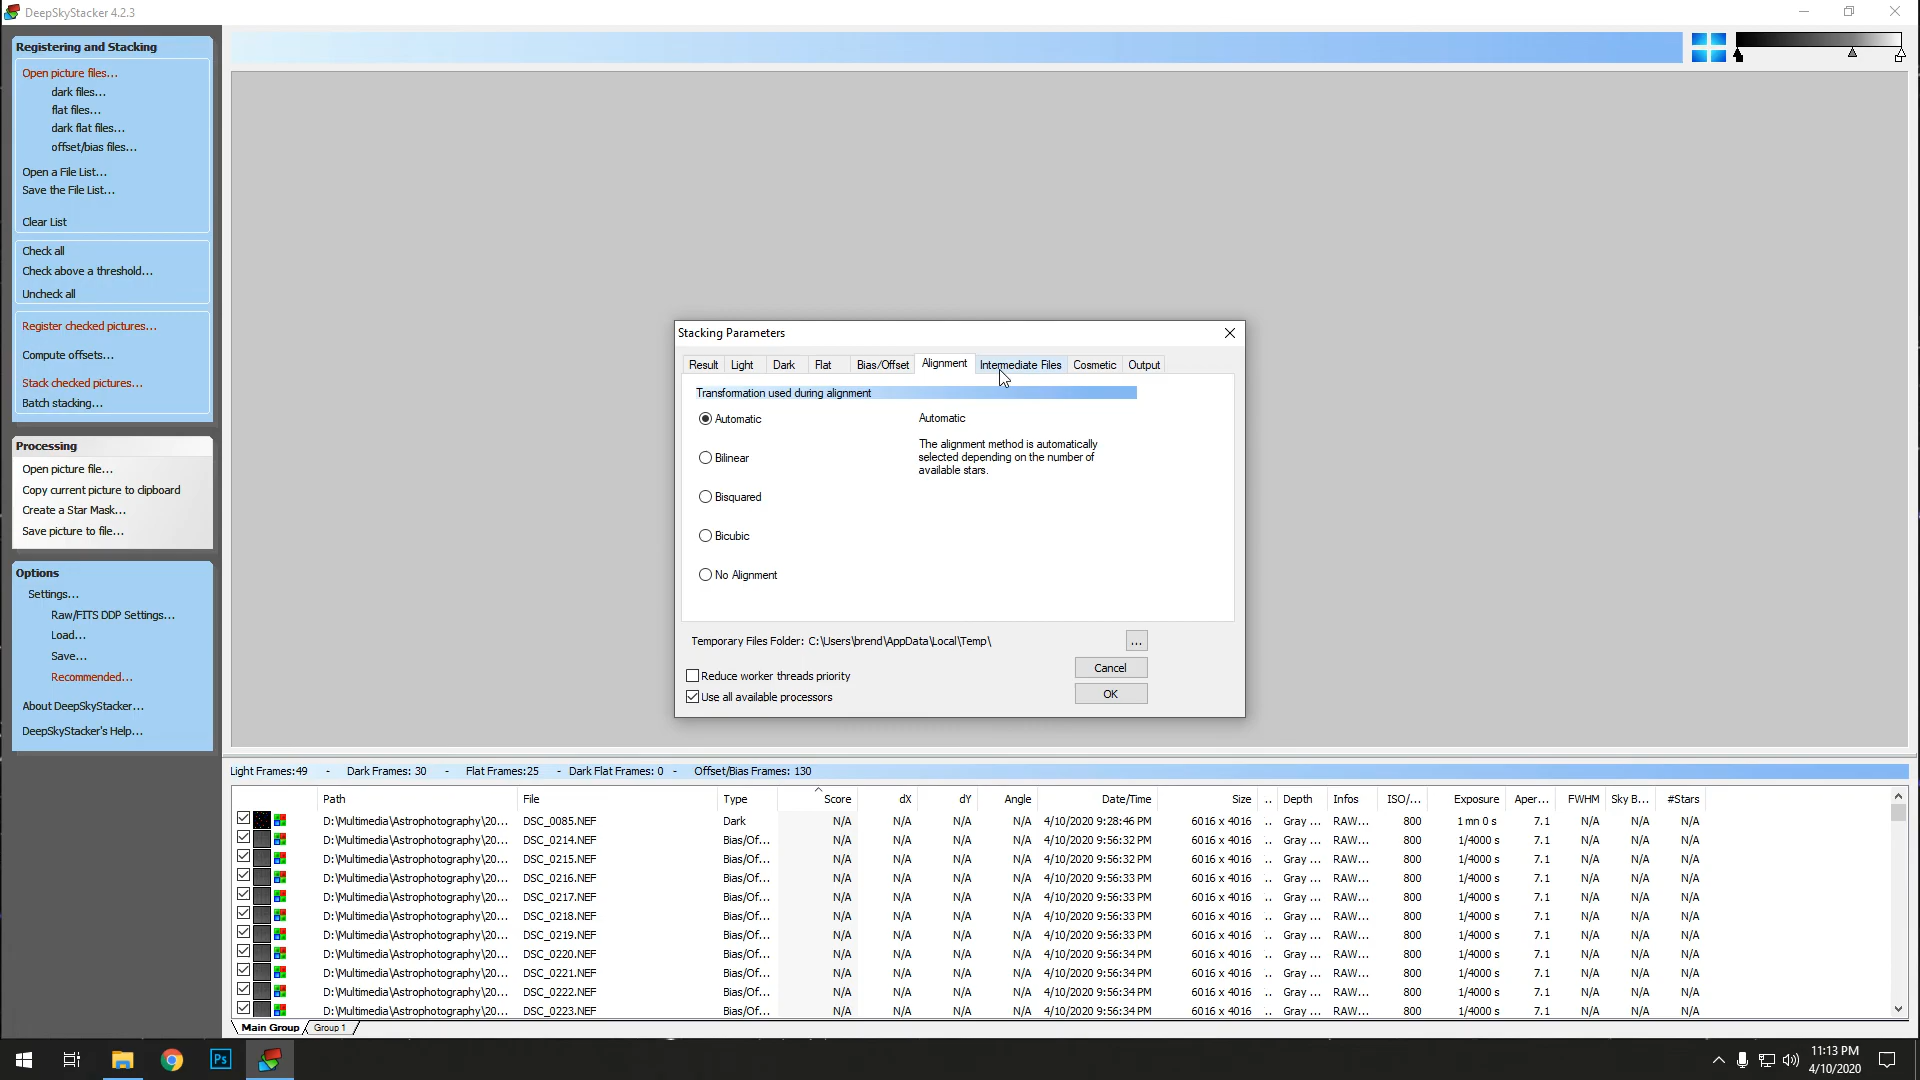 DeepSkyStacker 4.2.3
Registering and Stacking
Open picture files...
dark files...
flat files...
dark flat files...
offset/bias files...
Open a File List...
Save the File List...
Clear List
Check all
Check above a threshold...
Uncheck all
Register checked pictures...
Compute offsets...
Stack checked pictures...
Batch stacking...
Processing
Open picture file...
Copy current picture to clipboard
Create a Star Mask...
Save picture to file...
Options
Settings...
Raw/FITS DDP Settings...
Load...
Save...
Recommended...
About DeepSkyStacker...
DeepSkyStacker's Help...
Stacking Parameters
Result Light Dark Flat Bias/Offset Alignment Intermediate Files Cosmetic Output
Transformation used during alignment
Automatic
Bilinear
Bisquared
Bicubic
No Alignment
Automatic
The alignment method is automatically
selected depending on the number of
available stars.
Temporary Files Folder: C:\Users\brend\AppData\Local\Temp\
...
Reduce worker threads priority
Use all available processors
Cancel
OK
Light Frames:49 - Dark Frames: 30 - Flat Frames:25 - Dark Flat Frames: 0 - Offset/Bias Frames: 130
Path File Type Score dX dY Angle Date/Time Size .. Depth Infos ISO/... Exposure Aper... FWHM Sky B... #Stars
D:\Multimedia\Astrophotography\20... DSC_0085.NEF Dark N/A N/A N/A N/A 4/10/2020 9:28:46 PM 6016 x 4016 .. Gray ... RAW... 800 1 mn 0 s 7.1 N/A N/A N/A
D:\Multimedia\Astrophotography\20... DSC_0214.NEF Bias/Of... N/A N/A N/A N/A 4/10/2020 9:56:32 PM 6016 x 4016 .. Gray ... RAW... 800 1/4000 s 7.1 N/A N/A N/A
D:\Multimedia\Astrophotography\20... DSC_0215.NEF Bias/Of... N/A N/A N/A N/A 4/10/2020 9:56:32 PM 6016 x 4016 .. Gray ... RAW... 800 1/4000 s 7.1 N/A N/A N/A
D:\Multimedia\Astrophotography\20... DSC_0216.NEF Bias/Of... N/A N/A N/A N/A 4/10/2020 9:56:33 PM 6016 x 4016 .. Gray ... RAW... 800 1/4000 s 7.1 N/A N/A N/A
D:\Multimedia\Astrophotography\20... DSC_0217.NEF Bias/Of... N/A N/A N/A N/A 4/10/2020 9:56:33 PM 6016 x 4016 .. Gray ... RAW... 800 1/4000 s 7.1 N/A N/A N/A
D:\Multimedia\Astrophotography\20... DSC_0218.NEF Bias/Of... N/A N/A N/A N/A 4/10/2020 9:56:33 PM 6016 x 4016 .. Gray ... RAW... 800 1/4000 s 7.1 N/A N/A N/A
D:\Multimedia\Astrophotography\20... DSC_0219.NEF Bias/Of... N/A N/A N/A N/A 4/10/2020 9:56:33 PM 6016 x 4016 .. Gray ... RAW... 800 1/4000 s 7.1 N/A N/A N/A
D:\Multimedia\Astrophotography\20... DSC_0220.NEF Bias/Of... N/A N/A N/A N/A 4/10/2020 9:56:34 PM 6016 x 4016 .. Gray ... RAW... 800 1/4000 s 7.1 N/A N/A N/A
D:\Multimedia\Astrophotography\20... DSC_0221.NEF Bias/Of... N/A N/A N/A N/A 4/10/2020 9:56:34 PM 6016 x 4016 .. Gray ... RAW... 800 1/4000 s 7.1 N/A N/A N/A
D:\Multimedia\Astrophotography\20... DSC_0222.NEF Bias/Of... N/A N/A N/A N/A 4/10/2020 9:56:34 PM 6016 x 4016 .. Gray ... RAW... 800 1/4000 s 7.1 N/A N/A N/A
D:\Multimedia\Astrophotography\20... DSC_0223.NEF Bias/Of... N/A N/A N/A N/A 4/10/2020 9:56:34 PM 6016 x 4016 .. Gray ... RAW... 800 1/4000 s 7.1 N/A N/A N/A
Main Group Group 1
Ps
11:13 PM
4/10/2020